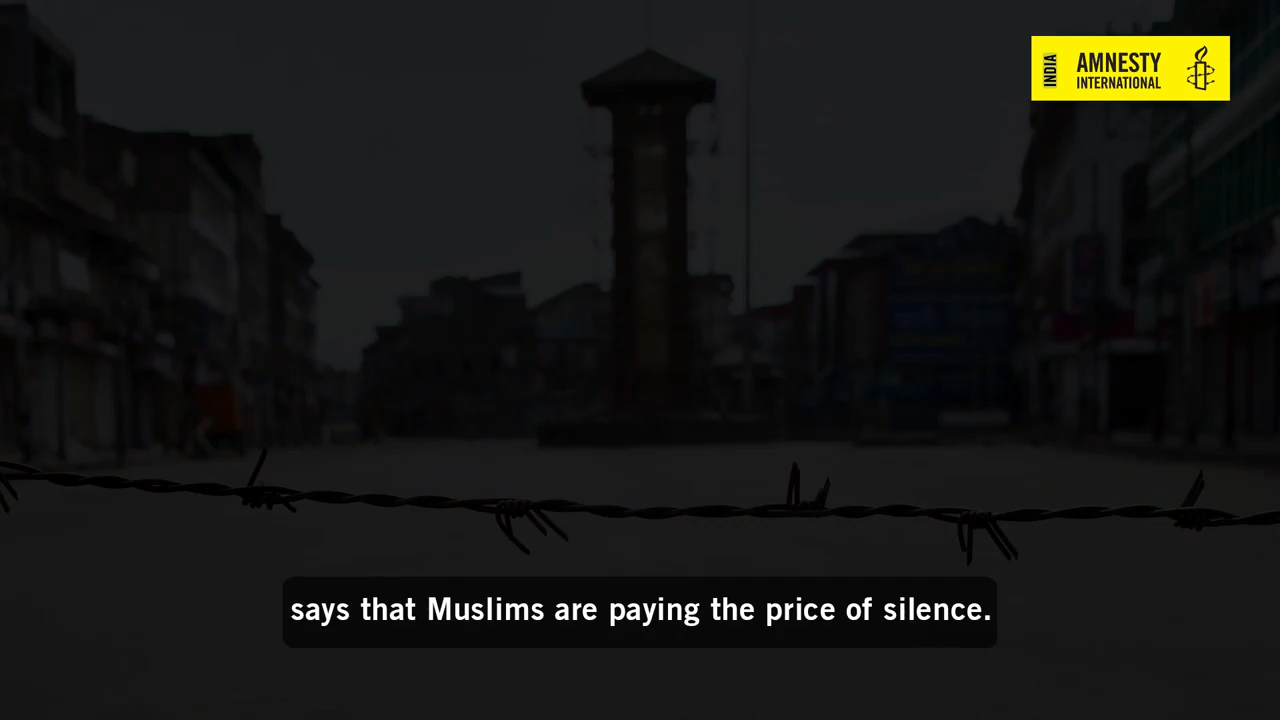 INDIA
AMNESTY
INTERNATIONAL
says that Muslims are paying the price of silence.